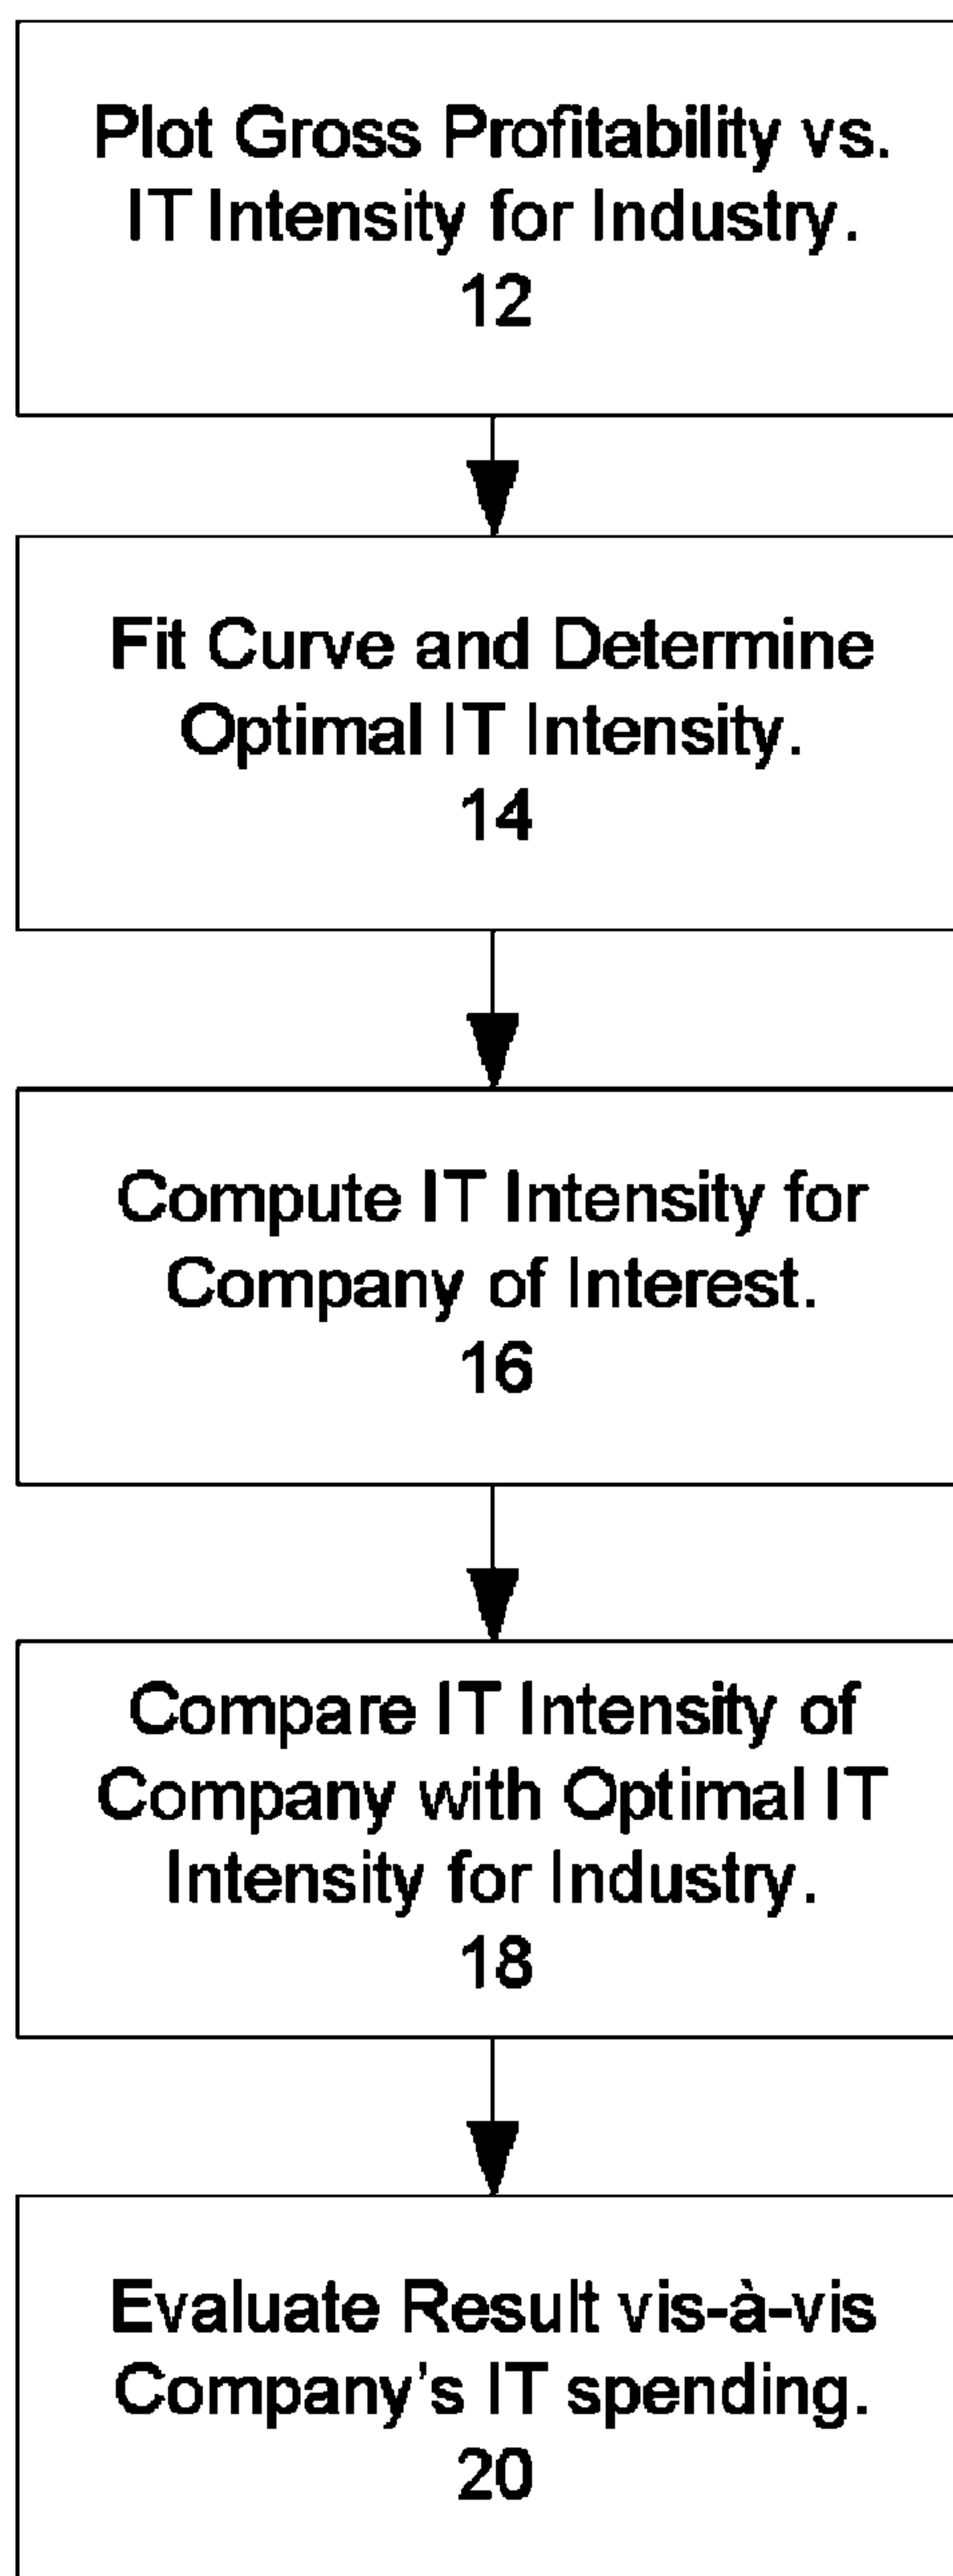 Plot Gross Profitability vs.
IT Intensity for Industry.
12
Fit Curve and Determine
Optimal IT Intensity.
14
Compute IT Intensity for
Company of Interest.
16
Compare IT Intensity of
Company with Optimal IT
Intensity for Industry.
18
Evaluate Result vis-à-vis
Company's IT spending.
20